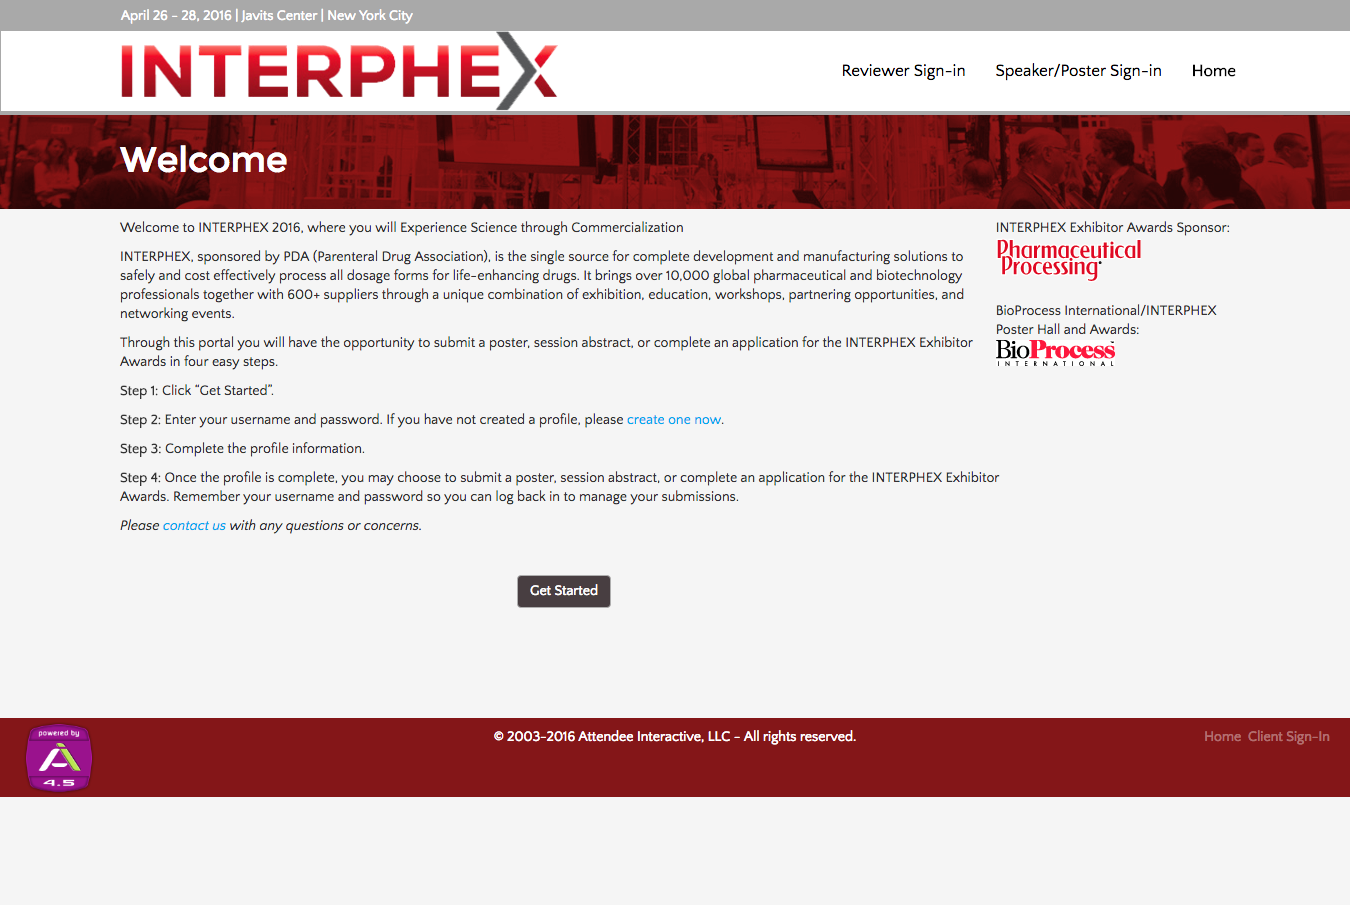 April 26 - 28, 2016 | Javits Center | New York City
INTERPHEX
Reviewer Sign-in Speaker/Poster Sign-in Home
Welcome
Welcome to INTERPHEX 2016, where you will Experience Science through Commercialization
INTERPHEX, sponsored by PDA (Parenteral Drug Association), is the single source for complete development and manufacturing solutions to
safely and cost effectively process all dosage forms for life-enhancing drugs. It brings over 10,000 global pharmaceutical and biotechnology
professionals together with 600+ suppliers through a unique combination of exhibition, education, workshops, partnering opportunities, and
networking events.
Through this portal you will have the opportunity to submit a poster, session abstract, or complete an application for the INTERPHEX Exhibitor
Awards in four easy steps.
Step 1: Click “Get Started”.
Step 2: Enter your username and password. If you have not created a profile, please create one now.
Step 3: Complete the profile information.
Step 4: Once the profile is complete, you may choose to submit a poster, session abstract, or complete an application for the INTERPHEX Exhibitor
Awards. Remember your username and password so you can log back in to manage your submissions.
Please contact us with any questions or concerns.
Get Started
INTERPHEX Exhibitor Awards Sponsor:
Pharmaceutical
Processing
BioProcess International/INTERPHEX
Poster Hall and Awards:
BioProcess
INTERNATIONAL
powered by
A
4.5
© 2003-2016 Attendee Interactive, LLC - All rights reserved.
Home Client Sign-In